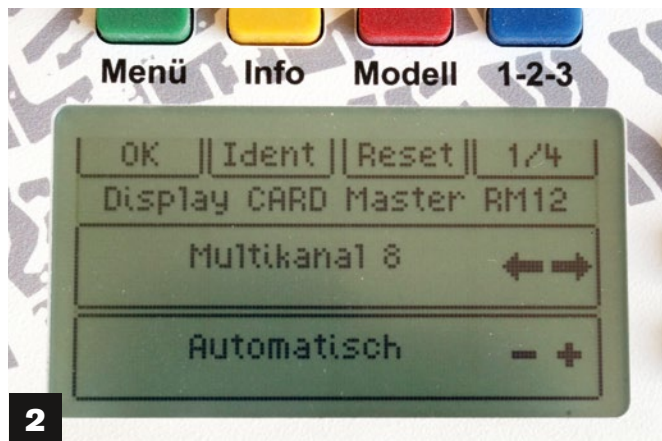 Menü Info Modell 1-2-3
OK Ident Reset 1/4
Display CARD Master RM12
Multikanal 8
Automatisch - +
2